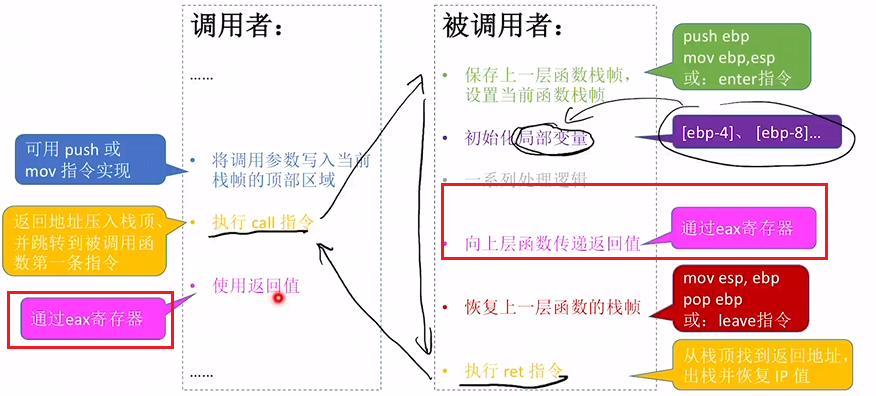 调用者：
……
可用 push 或
mov 指令实现
将调用参数写入当前
栈帧的顶部区域
返回地址压入栈顶、
并跳转到被调用函
数第一条指令
执行 call 指令
使用返回值
通过eax寄存器
……
被调用者：
保存上一层函数栈帧，
设置当前函数栈帧
push ebp
mov ebp,esp
或：enter指令
初始化局部变量
[ebp-4]、 [ebp-8]...
一系列处理逻辑
向上层函数传递返回值
通过eax寄存器
恢复上一层函数的栈帧
mov esp, ebp
pop ebp
或：leave指令
执行 ret 指令
从栈顶找到返回地址，
出栈并恢复 IP 值